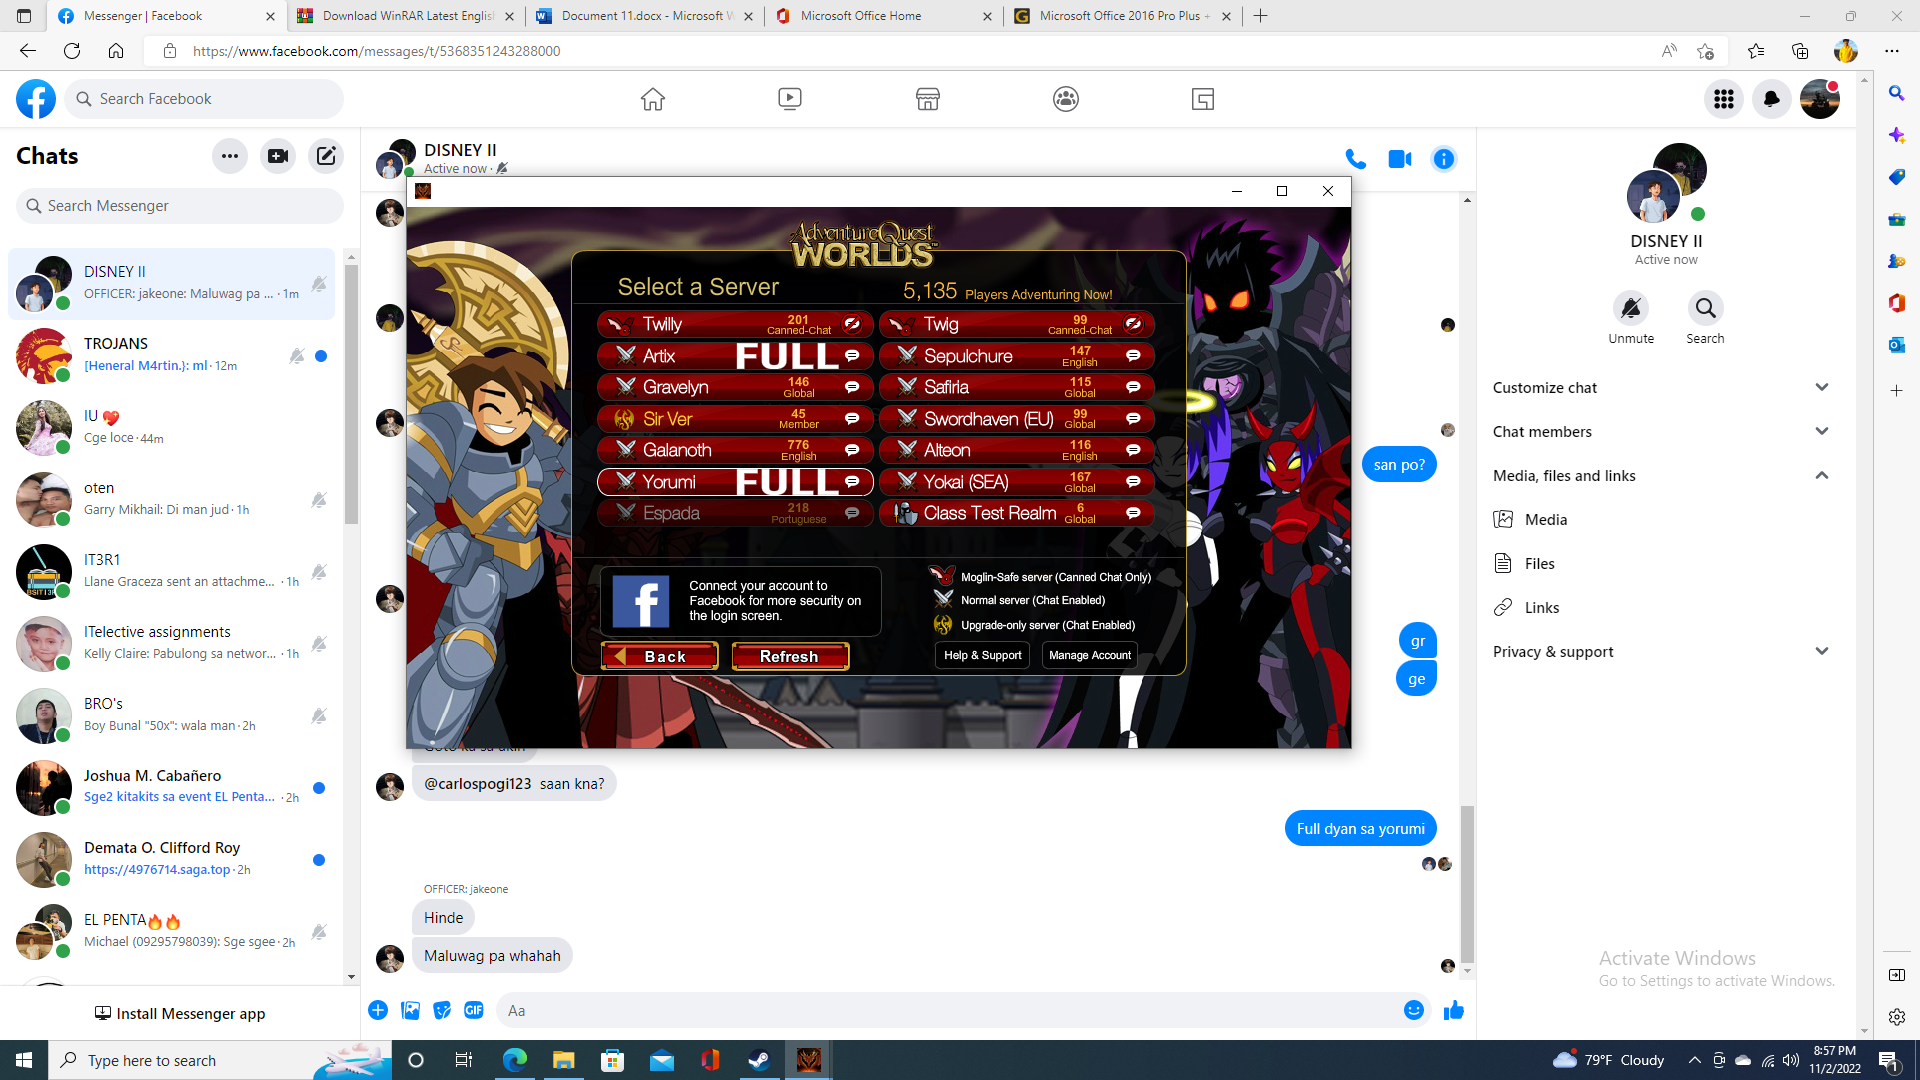 Messenger | Facebook
Download WinRAR Latest Englis
Document 11.docx - Microsoft W
Microsoft Office Home
Microsoft Office 2016 Pro Plus +
https://www.facebook.com/messages/t/5368351243288000
Search Facebook
Chats
Search Messenger
DISNEY II
OFFICER: jakeone: Maluwag pa ... · 1m
TROJANS
[Heneral M4rtin.}: ml · 12m
IU 💖
Cge loce · 44m
oten
Garry Mikhail: Di man jud · 1h
IT3R1
Llane Graceza sent an attachme... · 1h
ITelective assignments
Kelly Claire: Pabulong sa networ... · 1h
BRO's
Boy Bunal "50x": wala man · 2h
Joshua M. Cabañero
Sge2 kitakits sa event EL Penta... · 2h
Demata O. Clifford Roy
https://4976714.saga.top · 2h
EL PENTA🔥🔥
Michael (09295798039): Sge sgee · 2h
Install Messenger app
DISNEY II
Active now ·
AdventureQuest
WORLDS
Select a Server
5,135 Players Adventuring Now!
Twilly 201 Canned-Chat
Twig 99 Canned-Chat
Artix FULL
Sepulchure 147 English
Gravelyn 146 Global
Safiria 115 Global
Sir Ver 45 Member
Swordhaven (EU) 99 Global
Galanoth 776 English
Alteon 116 English
Yorumi FULL
Yokai (SEA) 167 Global
Espada 218 Portuguese
Class Test Realm 6 Global
Connect your account to
Facebook for more security on
the login screen.
Moglin-Safe server (Canned Chat Only)
Normal server (Chat Enabled)
Upgrade-only server (Chat Enabled)
Back
Refresh
Help & Support
Manage Account
san po?
gr
ge
@carlospogi123 saan kna?
Full dyan sa yorumi
OFFICER: jakeone
Hinde
Maluwag pa whahah
GIF
Aa
DISNEY II
Active now
Unmute
Search
Customize chat
Chat members
Media, files and links
Media
Files
Links
Privacy & support
Activate Windows
Go to Settings to activate Windows.
Type here to search
79°F Cloudy
8:57 PM
11/2/2022
1